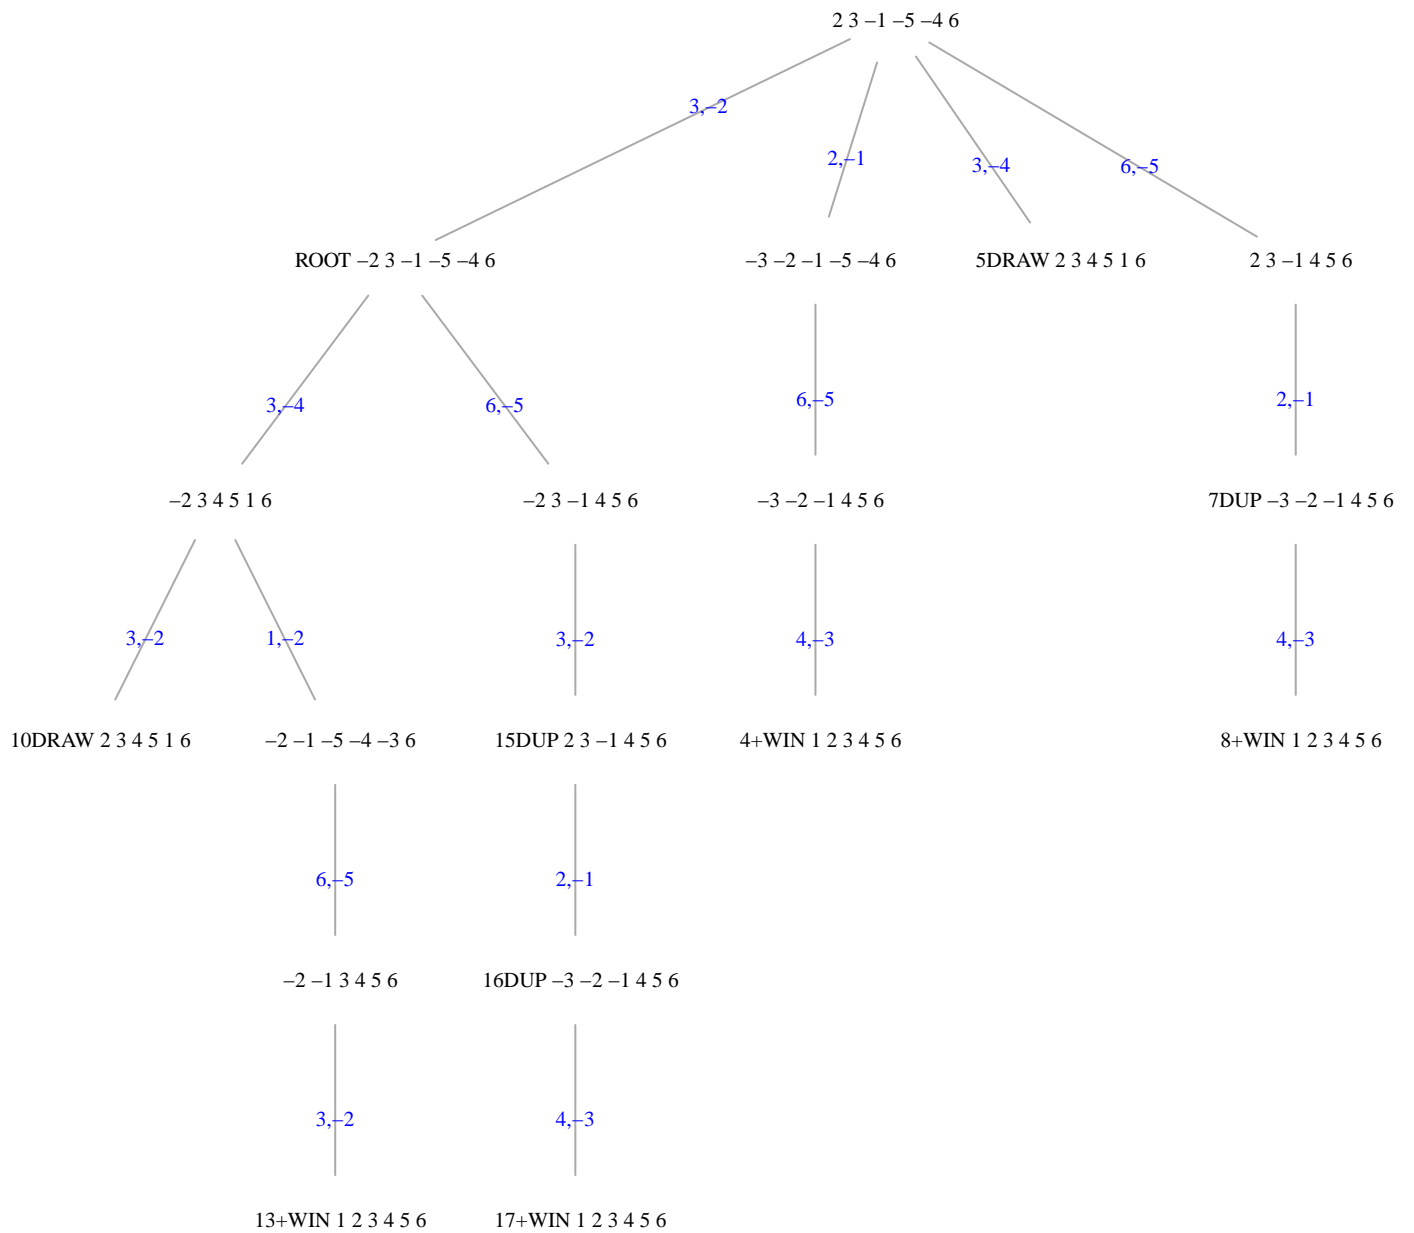 2 3 –1 –5 –4 6
3,–2
2,–1
3,–4
6,–5
ROOT –2 3 –1 –5 –4 6
–3 –2 –1 –5 –4 6
5DRAW 2 3 4 5 1 6
2 3 –1 4 5 6
3,–4
6,–5
6,–5
2,–1
–2 3 4 5 1 6
–2 3 –1 4 5 6
–3 –2 –1 4 5 6
7DUP –3 –2 –1 4 5 6
3,–2
1,–2
3,–2
4,–3
4,–3
10DRAW 2 3 4 5 1 6
–2 –1 –5 –4 –3 6
15DUP 2 3 –1 4 5 6
4+WIN 1 2 3 4 5 6
8+WIN 1 2 3 4 5 6
6,–5
2,–1
–2 –1 3 4 5 6
16DUP –3 –2 –1 4 5 6
3,–2
4,–3
13+WIN 1 2 3 4 5 6
17+WIN 1 2 3 4 5 6